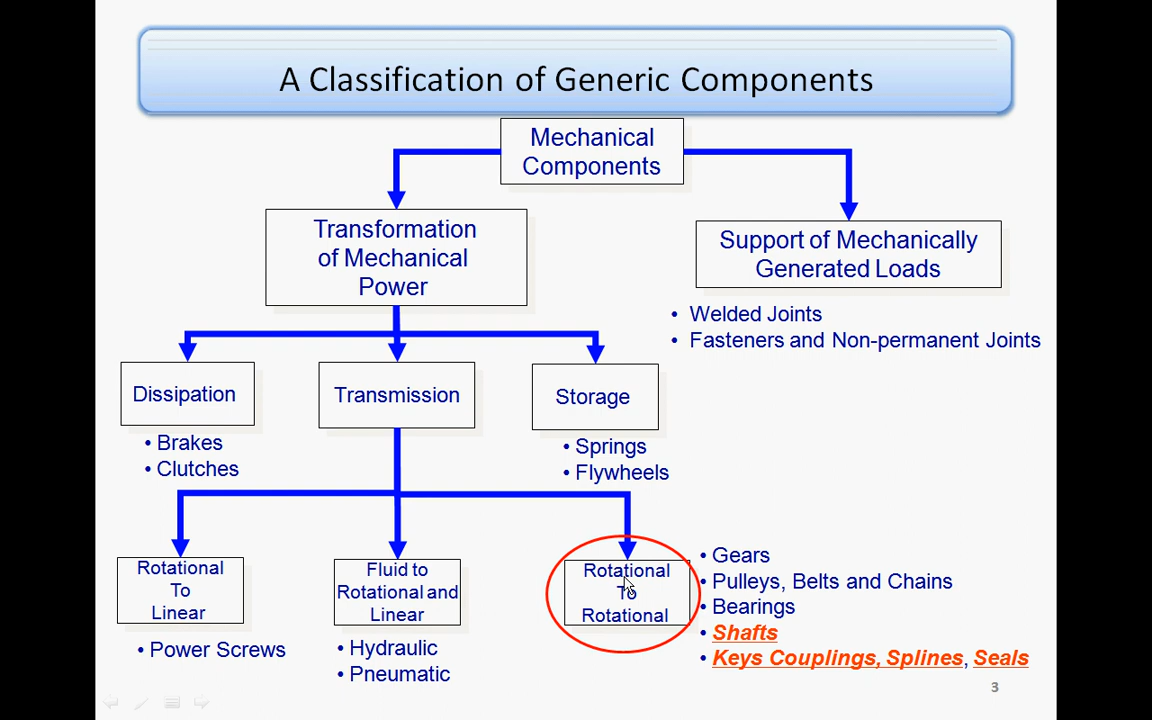 A Classification of Generic Components
Mechanical
Components
Transformation
of Mechanical
Power
Support of Mechanically
Generated Loads
• Welded Joints
• Fasteners and Non-permanent Joints
Dissipation
Transmission
Storage
• Brakes
• Clutches
• Springs
• Flywheels
Rotational
To
Linear
• Power Screws
Fluid to
Rotational and
Linear
• Hydraulic
• Pneumatic
Rotational
To
Rotational
• Gears
• Pulleys, Belts and Chains
• Bearings
• Shafts
• Keys Couplings, Splines, Seals
3